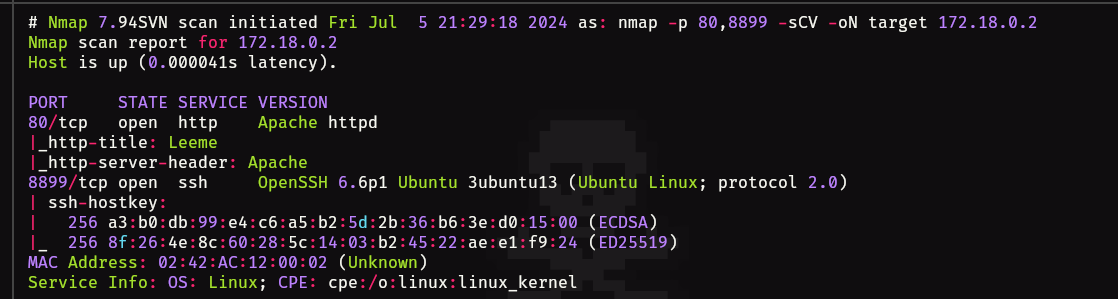 # Nmap 7.94SVN scan initiated Fri Jul  5 21:29:18 2024 as: nmap -p 80,8899 -sCV -oN target 172.18.0.2
Nmap scan report for 172.18.0.2
Host is up (0.000041s latency).

PORT     STATE SERVICE VERSION
80/tcp   open  http    Apache httpd
|_http-title: Leeme
|_http-server-header: Apache
8899/tcp open  ssh     OpenSSH 6.6p1 Ubuntu 3ubuntu13 (Ubuntu Linux; protocol 2.0)
| ssh-hostkey:
|   256 a3:b0:db:99:e4:c6:a5:b2:5d:2b:36:b6:3e:d0:15:00 (ECDSA)
|_  256 8f:26:4e:8c:60:28:5c:14:03:b2:45:22:ae:e1:f9:24 (ED25519)
MAC Address: 02:42:AC:12:00:02 (Unknown)
Service Info: OS: Linux; CPE: cpe:/o:linux:linux_kernel